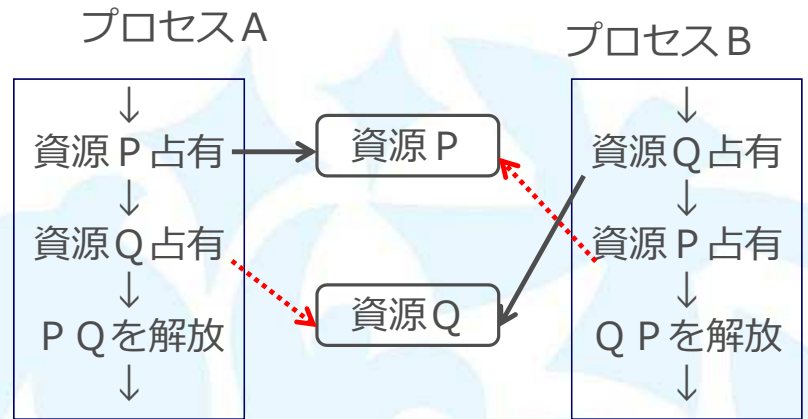 プロセスA
プロセスB
↓
資源P占有
↓
資源Q占有
↓
PQを解放
↓
資源P
資源Q
↓
資源Q占有
↓
資源P占有
↓
QPを解放
↓